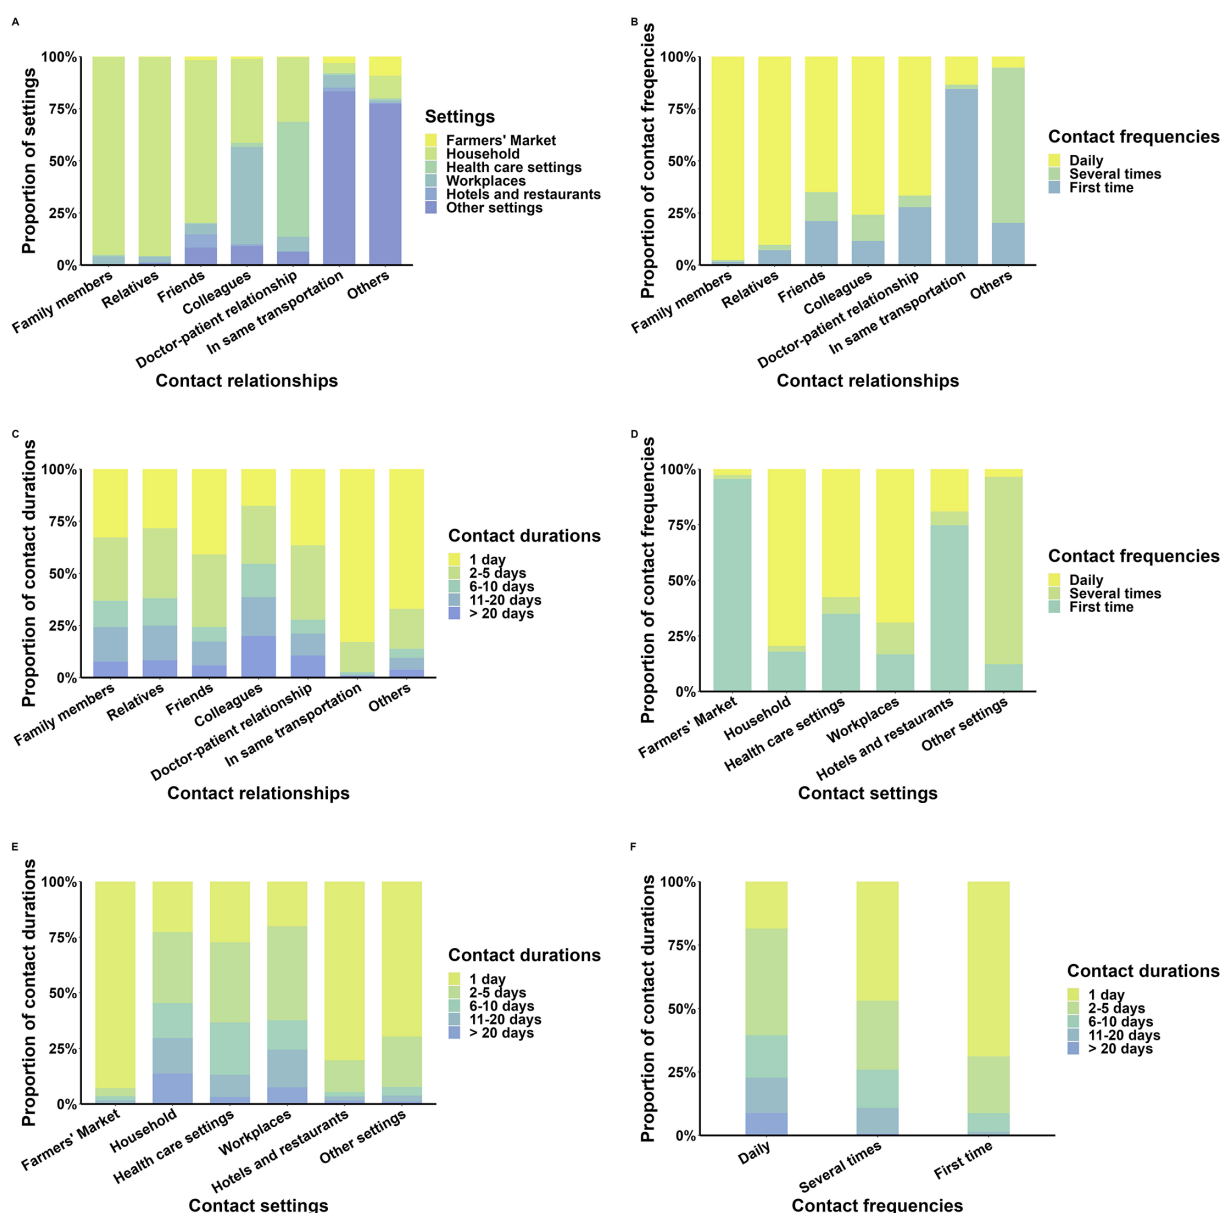 A
Proportion of settings
100%
75%
50%
25%
0%
Family members
Relatives
Friends
Colleagues
Doctor-patient relationship
In same transportation
Others
Contact relationships
Settings
Farmers' Market
Household
Health care settings
Workplaces
Hotels and restaurants
Other settings
B
Proportion of contact freqencies
100%
75%
50%
25%
0%
Family members
Relatives
Friends
Colleagues
Doctor-patient relationship
In same transportation
Others
Contact relationships
Contact frequencies
Daily
Several times
First time
C
Proportion of contact durations
100%
75%
50%
25%
0%
Family members
Relatives
Friends
Colleagues
Doctor-patient relationship
In same transportation
Others
Contact relationships
Contact durations
1 day
2-5 days
6-10 days
11-20 days
> 20 days
D
Proportion of contact frequencies
100%
75%
50%
25%
0%
Farmers' Market
Household
Health care settings
Workplaces
Hotels and restaurants
Other settings
Contact settings
Contact frequencies
Daily
Several times
First time
E
Proportion of contact durations
100%
75%
50%
25%
0%
Farmers' Market
Household
Health care settings
Workplaces
Hotels and restaurants
Other settings
Contact settings
Contact durations
1 day
2-5 days
6-10 days
11-20 days
> 20 days
F
Proportion of contact durations
100%
75%
50%
25%
0%
Daily
Several times
First time
Contact frequencies
Contact durations
1 day
2-5 days
6-10 days
11-20 days
> 20 days